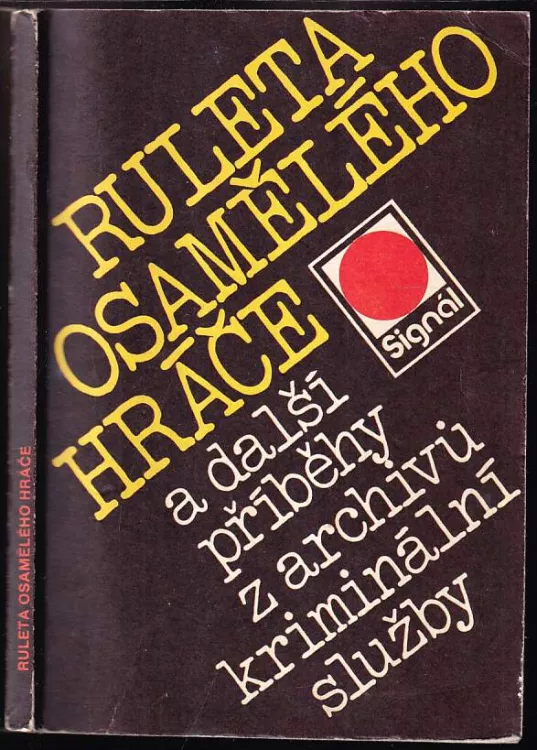 RULETA
OSAMĚLÉHO
HRÁČE
Signál
a další
příběhy
z archivů
kriminální
služby
RULETA OSAMĚLÉHO HRÁČE